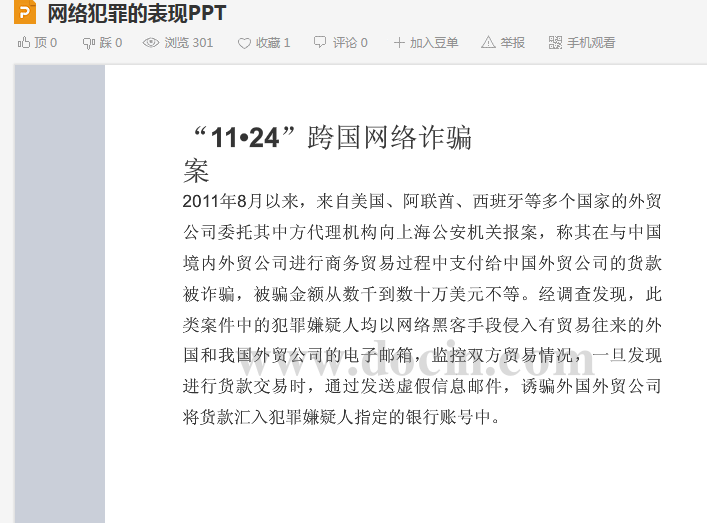 网络犯罪的表现PPT
顶 0 踩 0 浏览 301 收藏 1 评论 0 加入豆单 举报 手机观看
“11•24”跨国网络诈骗
案
2011年8月以来，来自美国、阿联酋、西班牙等多个国家的外贸
公司委托其中方代理机构向上海公安机关报案，称其在与中国
境内外贸公司进行商务贸易过程中支付给中国外贸公司的货款
被诈骗，被骗金额从数千到数十万美元不等。经调查发现，此
类案件中的犯罪嫌疑人均以网络黑客手段侵入有贸易往来的外
国和我国外贸公司的电子邮箱，监控双方贸易情况，一旦发现
进行货款交易时，通过发送虚假信息邮件，诱骗外国外贸公司
将货款汇入犯罪嫌疑人指定的银行账号中。
www.docin.com